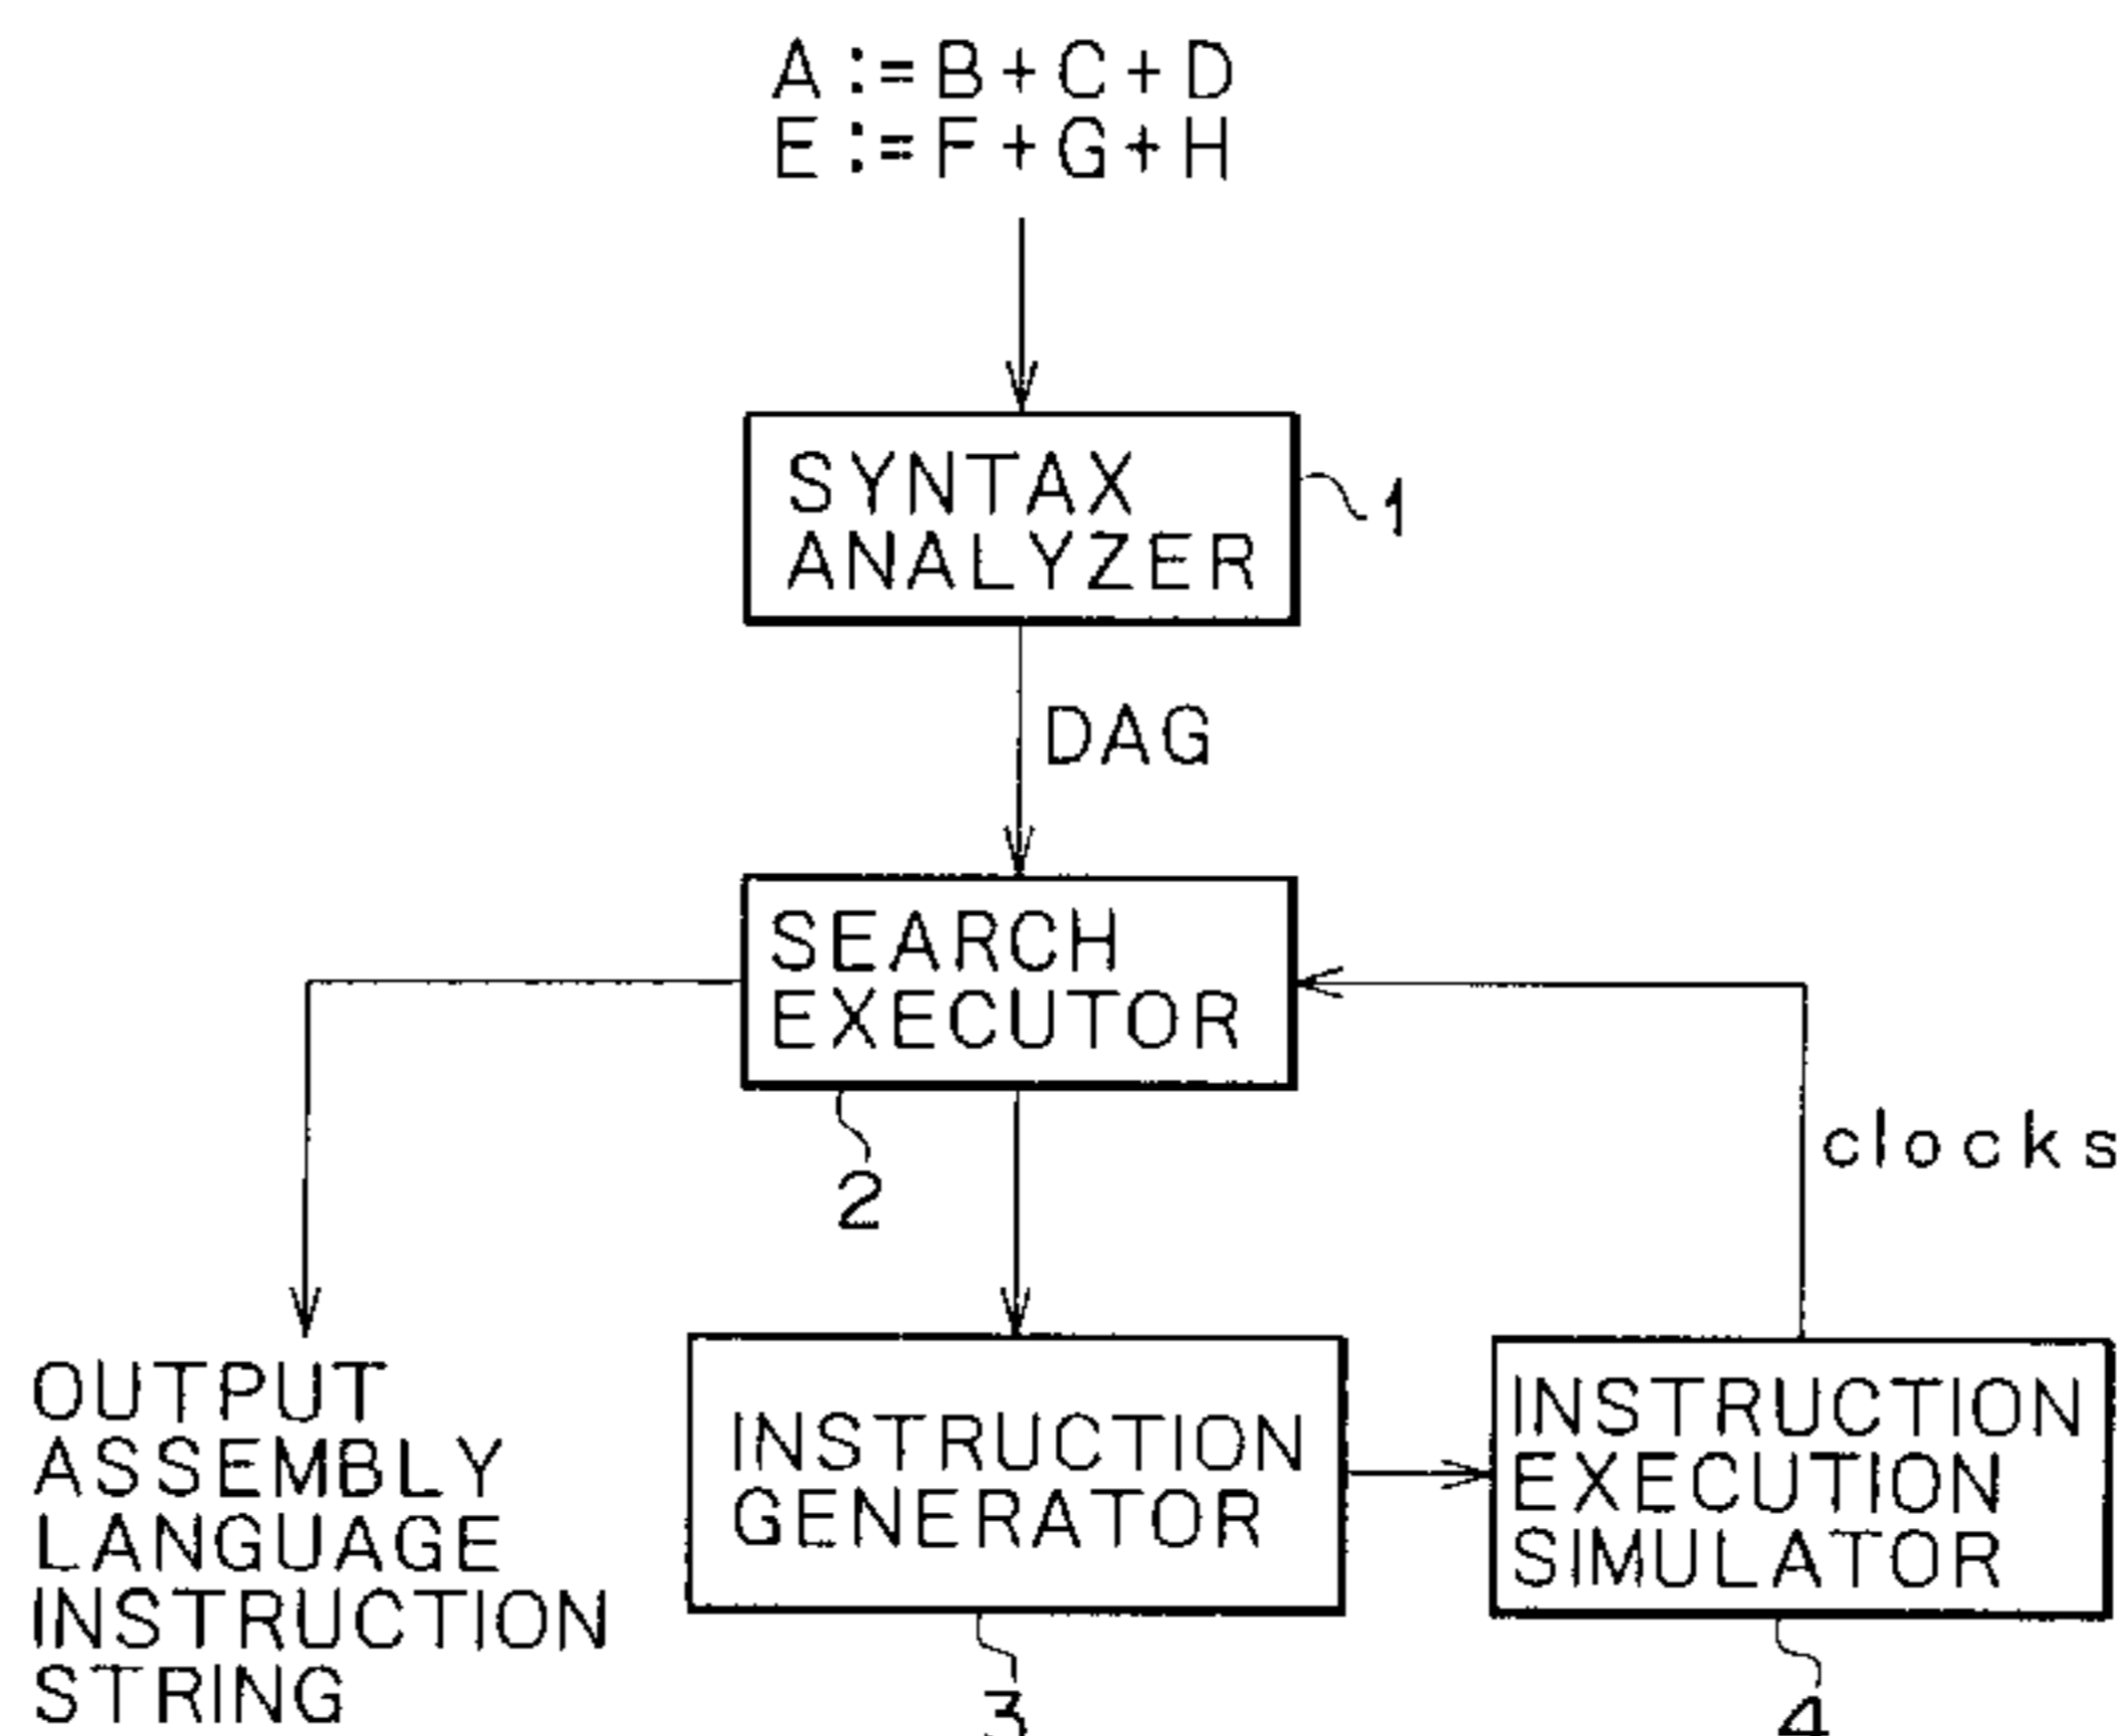 A:=B+C+D
E:=F+G+H
SYNTAX
ANALYZER
1
DAG
SEARCH
EXECUTOR
2
clocks
OUTPUT
ASSEMBLY
LANGUAGE
INSTRUCTION
STRING
INSTRUCTION
GENERATOR
3
INSTRUCTION
EXECUTION
SIMULATOR
4